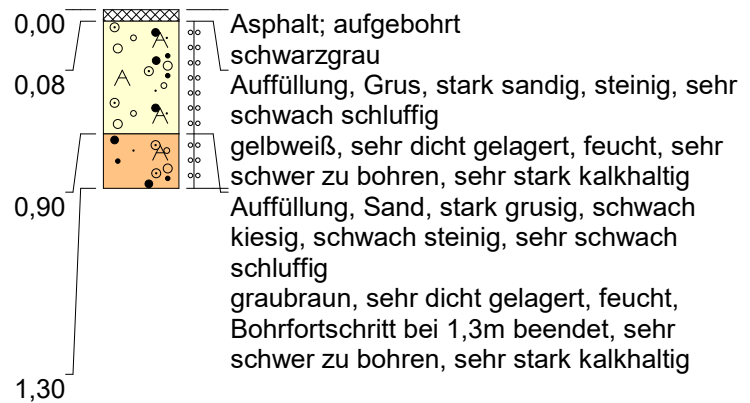 0,00
Asphalt; aufgebohrt
schwarzgrau
0,08
Auffüllung, Grus, stark sandig, steinig, sehr
schwach schluffig
gelbweiß, sehr dicht gelagert, feucht, sehr
schwer zu bohren, sehr stark kalkhaltig
0,90
Auffüllung, Sand, stark grusig, schwach
kiesig, schwach steinig, sehr schwach
schluffig
graubraun, sehr dicht gelagert, feucht,
Bohrfortschritt bei 1,3m beendet, sehr
schwer zu bohren, sehr stark kalkhaltig
1,30